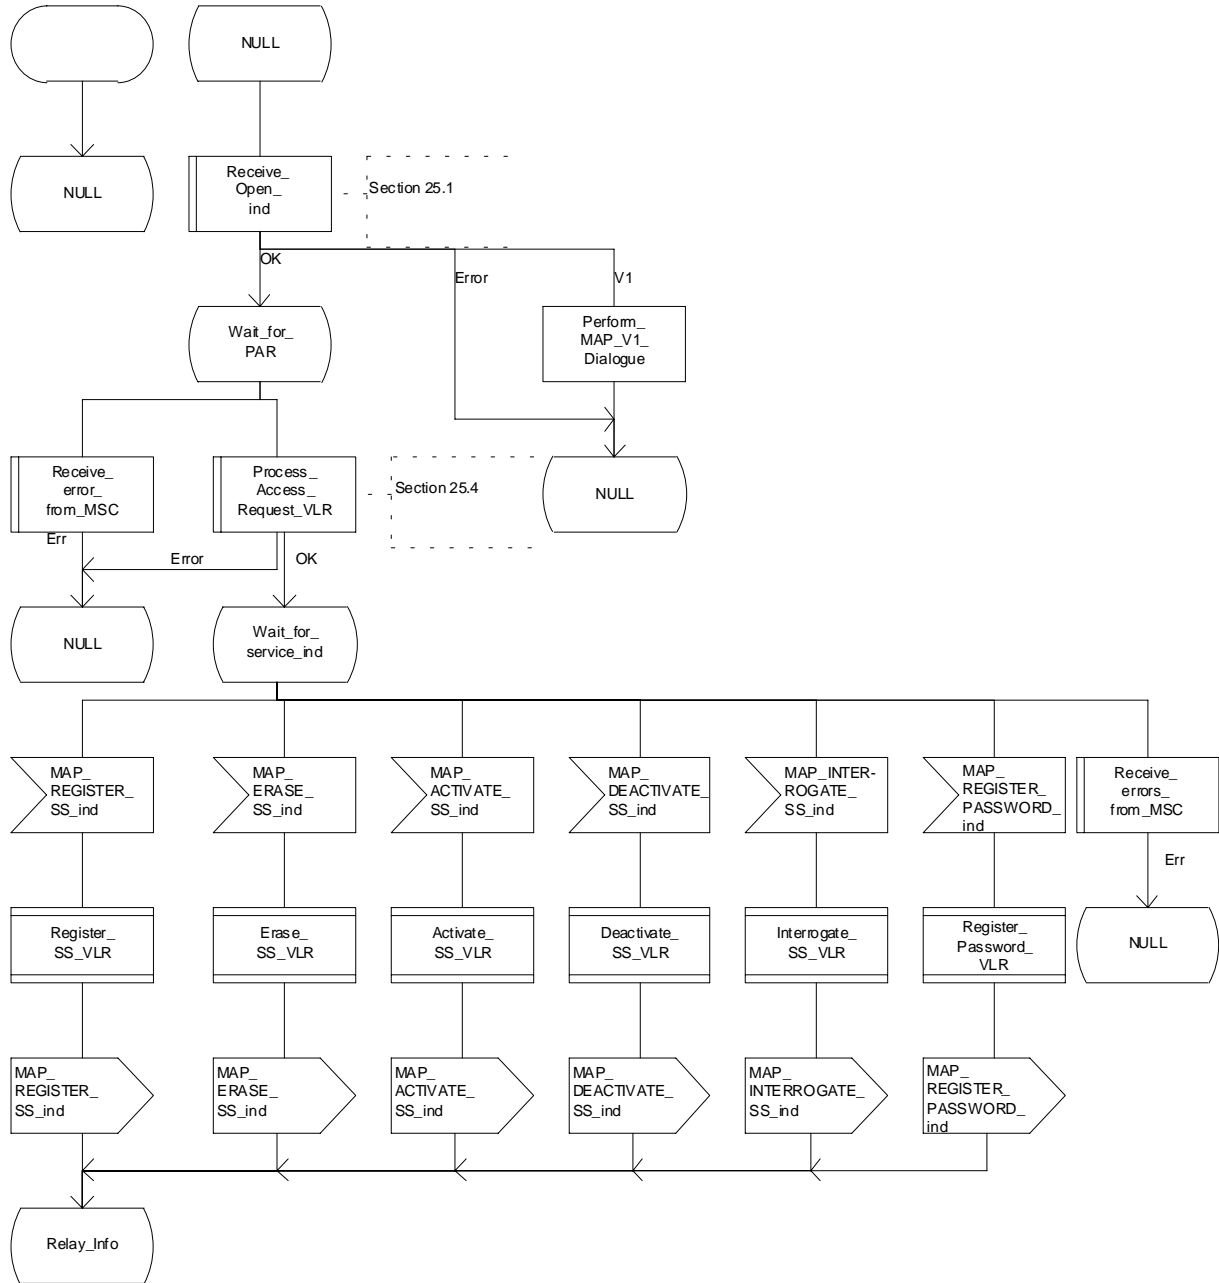 NULL
NULL
Receive_
Open_
ind
Section 25.1
OK
Error
V1
Wait_for_
PAR
Perform_
MAP_V1_
Dialogue
Receive_
error_
from_MSC
Process_
Access_
Request_VLR
Section 25.4
NULL
Err
Error
OK
NULL
Wait_for_
service_ind
MAP_
REGISTER_
SS_ind
MAP_
ERASE_
SS_ind
MAP_
ACTIVATE_
SS_ind
MAP_
DEACTIVATE_
SS_ind
MAP_INTER-
ROGATE_
SS_ind
MAP_
REGISTER_
PASSWORD_
ind
Receive_
errors_
from_MSC
Err
Register_
SS_VLR
Erase_
SS_VLR
Activate_
SS_VLR
Deactivate_
SS_VLR
Interrogate_
SS_VLR
Register_
Password_
VLR
NULL
MAP_
REGISTER_
SS_ind
MAP_
ERASE_
SS_ind
MAP_
ACTIVATE_
SS_ind
MAP_
DEACTIVATE_
SS_ind
MAP_
INTERROGATE_
SS_ind
MAP_
REGISTER_
PASSWORD_
ind
Relay_Info